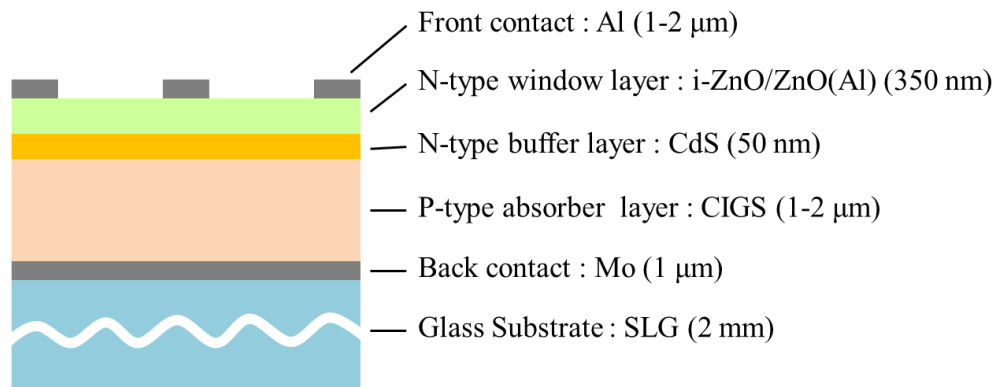 Front contact : Al (1-2 μm)
N-type window layer : i-ZnO/ZnO(Al) (350 nm)
N-type buffer layer : CdS (50 nm)
P-type absorber layer : CIGS (1-2 μm)
Back contact : Mo (1 μm)
Glass Substrate : SLG (2 mm)